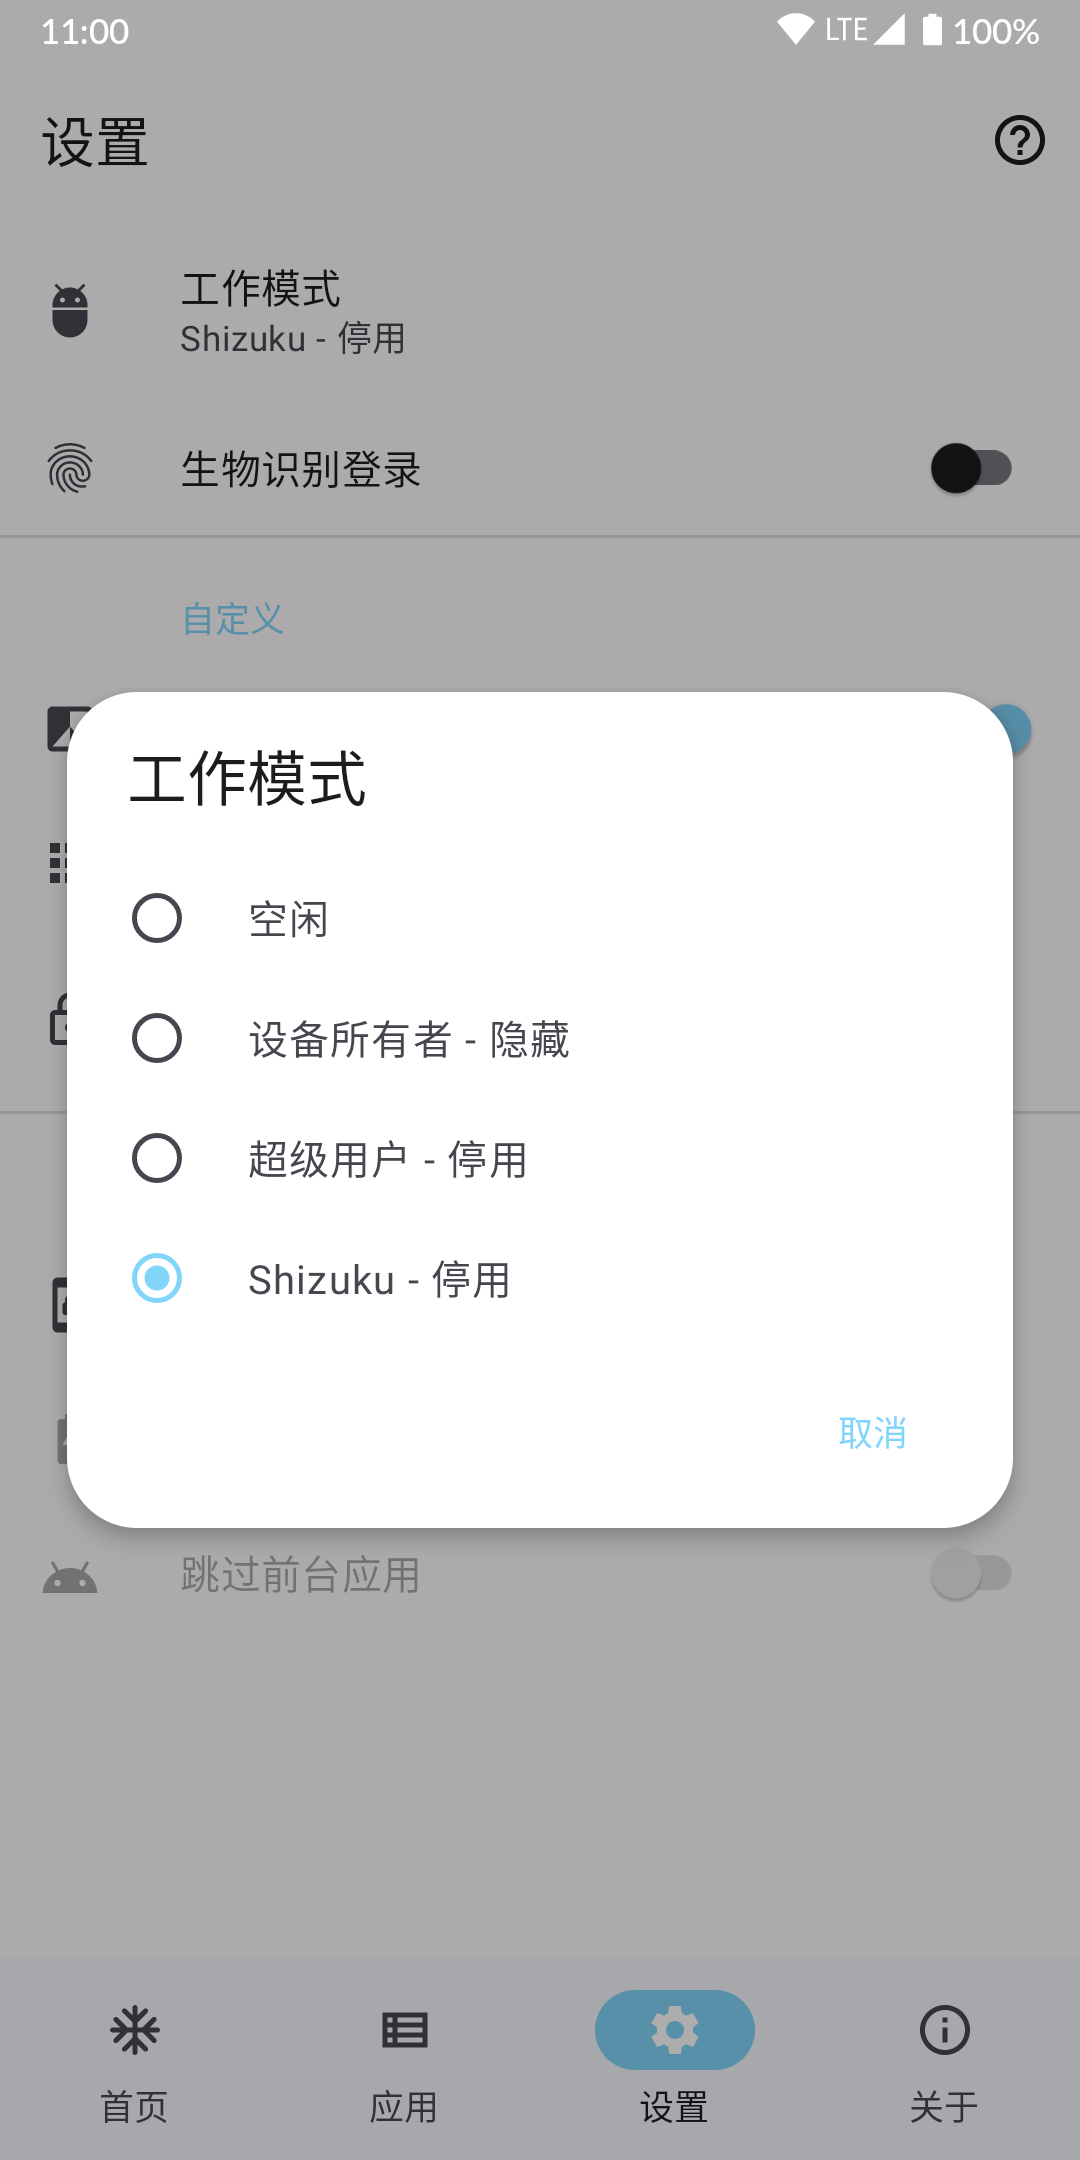 11:00
LTE
100%
设置
工作模式
Shizuku - 停用
生物识别登录
自定义
工作模式
空闲
设备所有者 - 隐藏
超级用户 - 停用
Shizuku - 停用
取消
跳过前台应用
首页
应用
设置
关于